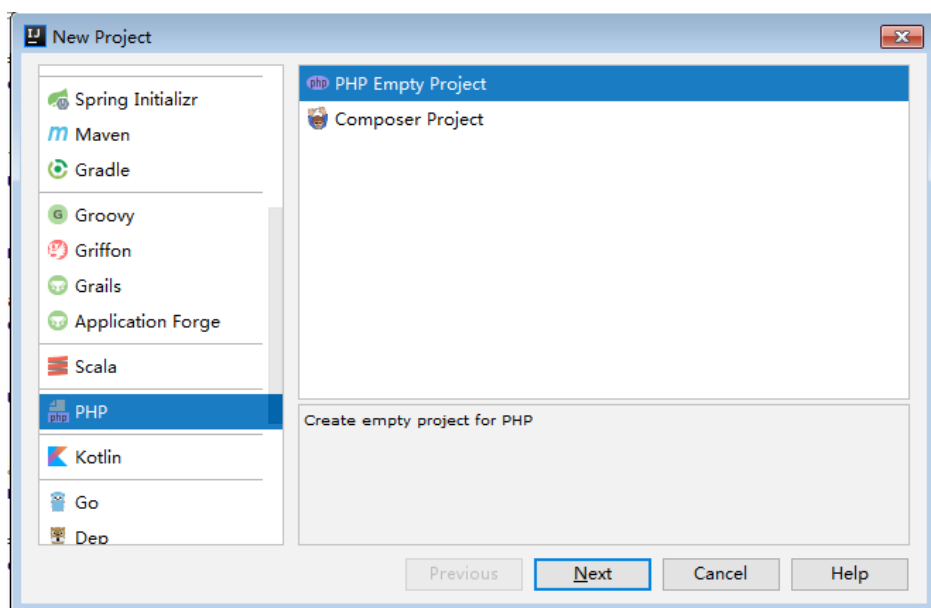 New Project
Spring Initializr
Maven
Gradle
Groovy
Griffon
Grails
Application Forge
Scala
PHP
Kotlin
Go
Dep
PHP Empty Project
Composer Project
Create empty project for PHP
Previous
Next
Cancel
Help